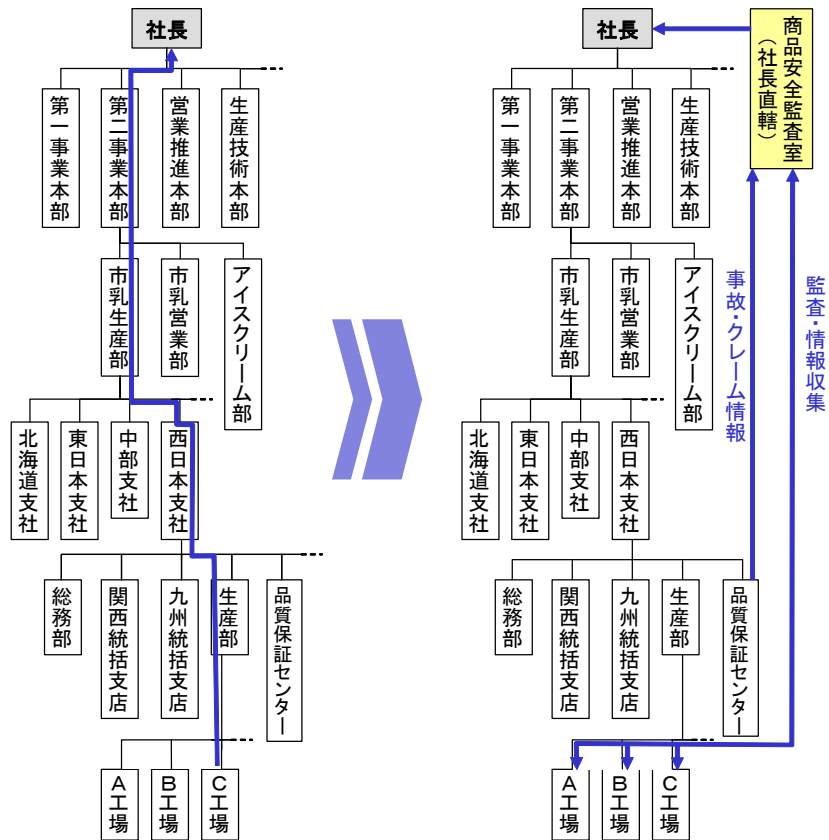 社長
第一事業本部
第二事業本部
営業推進本部
生産技術本部
市乳生産部
市乳営業部
アイスクリーム部
北海道支社
東日本支社
中部支社
西日本支社
総務部
関西統括支店
九州統括支店
生産部
品質保証センター
A工場
B工場
C工場
社長
商品安全監査室
（社長直轄）
第一事業本部
第二事業本部
営業推進本部
生産技術本部
市乳生産部
市乳営業部
アイスクリーム部
事故・クレーム情報
監査・情報収集
北海道支社
東日本支社
中部支社
西日本支社
総務部
関西統括支店
九州統括支店
生産部
品質保証センター
A工場
B工場
C工場